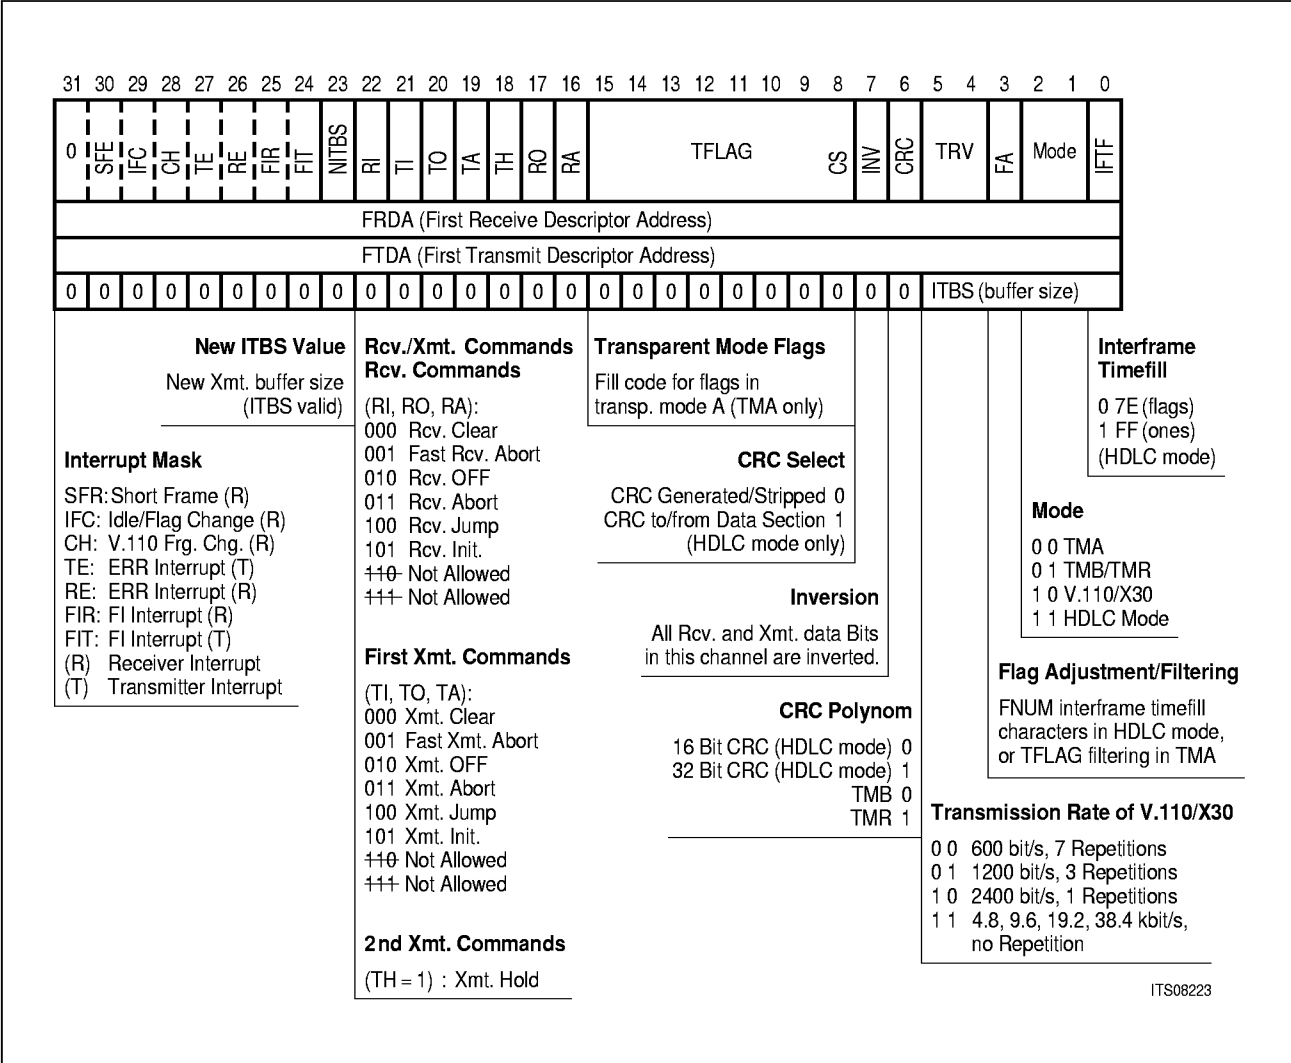 31 30 29 28 27 26 25 24 23 22 21 20 19 18 17 16 15 14 13 12 11 10 9 8 7 6 5 4 3 2 1 0
0 SFE IFC CH TE RE FIR FIT NITBS RI TI TO TA TH RO RA TFLAG CS INV CRC TRV FA Mode IFTF
FRDA (First Receive Descriptor Address)
FTDA (First Transmit Descriptor Address)
0 0 0 0 0 0 0 0 0 0 0 0 0 0 0 0 0 0 0 0 0 0 0 0 0 0 ITBS (buffer size)
New ITBS Value
New Xmt. buffer size
(ITBS valid)
Interrupt Mask
SFR: Short Frame (R)
IFC: Idle/Flag Change (R)
CH: V.110 Frg. Chg. (R)
TE: ERR Interrupt (T)
RE: ERR Interrupt (R)
FIR: FI Interrupt (R)
FIT: FI Interrupt (T)
(R) Receiver Interrupt
(T) Transmitter Interrupt
Rcv./Xmt. Commands
Rcv. Commands
(RI, RO, RA):
000 Rcv. Clear
001 Fast Rcv. Abort
010 Rcv. OFF
011 Rcv. Abort
100 Rcv. Jump
101 Rcv. Init.
110 Not Allowed
111 Not Allowed
First Xmt. Commands
(TI, TO, TA):
000 Xmt. Clear
001 Fast Xmt. Abort
010 Xmt. OFF
011 Xmt. Abort
100 Xmt. Jump
101 Xmt. Init.
110 Not Allowed
111 Not Allowed
2nd Xmt. Commands
(TH = 1) : Xmt. Hold
Transparent Mode Flags
Fill code for flags in
transp. mode A (TMA only)
CRC Select
CRC Generated/Stripped 0
CRC to/from Data Section 1
(HDLC mode only)
Inversion
All Rcv. and Xmt. data Bits
in this channel are inverted.
CRC Polynom
16 Bit CRC (HDLC mode) 0
32 Bit CRC (HDLC mode) 1
TMB 0
TMR 1
Interframe
Timefill
0 7E (flags)
1 FF (ones)
(HDLC mode)
Mode
0 0 TMA
0 1 TMB/TMR
1 0 V.110/X30
1 1 HDLC Mode
Flag Adjustment/Filtering
FNUM interframe timefill
characters in HDLC mode,
or TFLAG filtering in TMA
Transmission Rate of V.110/X30
0 0 600 bit/s, 7 Repetitions
0 1 1200 bit/s, 3 Repetitions
1 0 2400 bit/s, 1 Repetitions
1 1 4.8, 9.6, 19.2, 38.4 kbit/s,
no Repetition
ITS08223